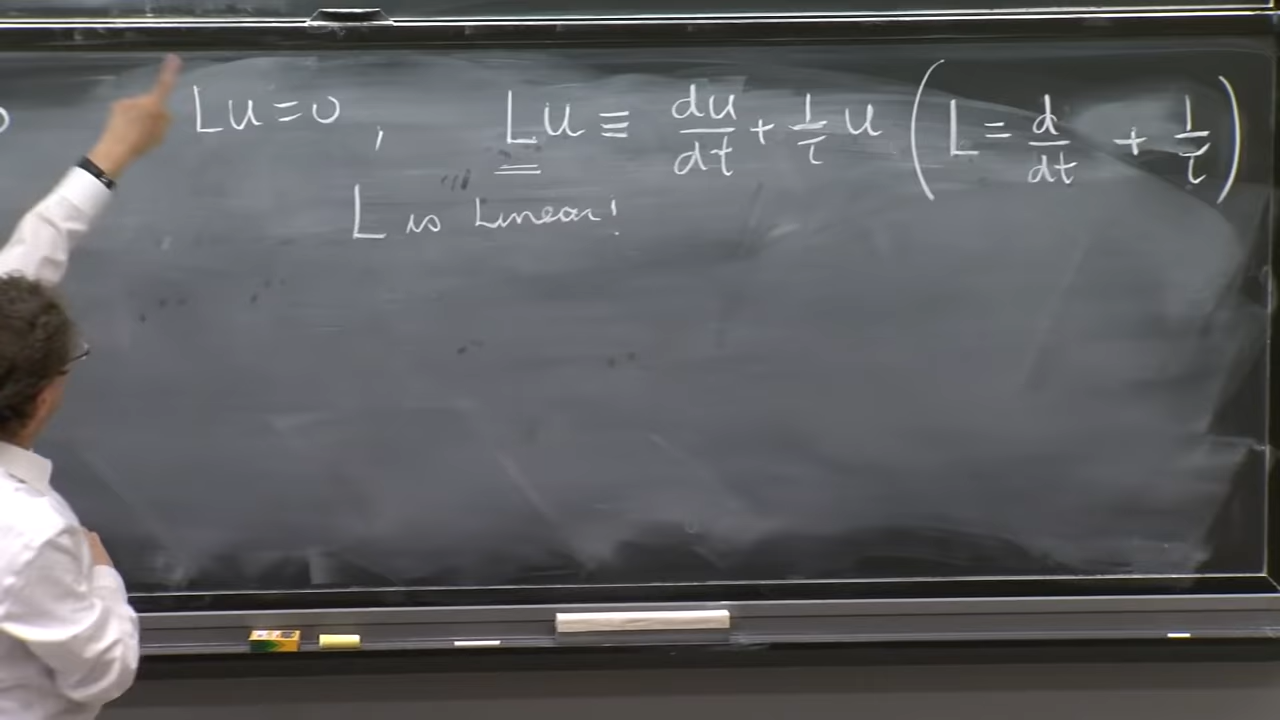 Lu=0, Lu ≡ du/dt + 1/τ u (L = d/dt + 1/τ)
L is Linear!